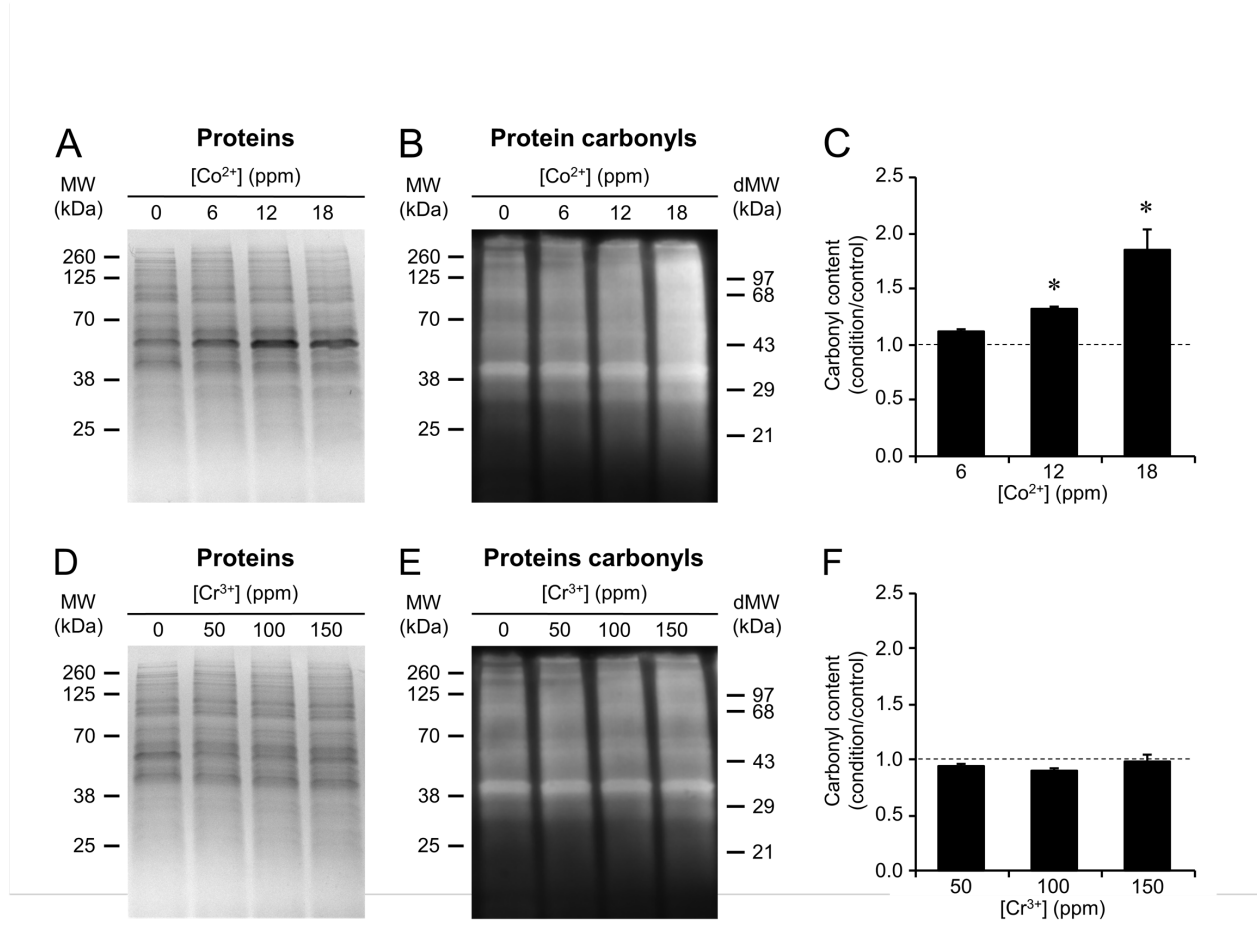 A
Proteins
[Co²⁺] (ppm)
MW
(kDa)
0 6 12 18
260
125
70
38
25
B
Protein carbonyls
[Co²⁺] (ppm)
MW
(kDa)
dMW
0 6 12 18
260
125
70
38
25
97
68
43
29
21
C
Carbonyl content
(condition/control)
2.5
2.0
1.5
1.0
0.5
0.0
*
*
6 12 18
[Co²⁺] (ppm)
D
Proteins
[Cr³⁺] (ppm)
MW
(kDa)
0 50 100 150
260
125
70
38
25
E
Proteins carbonyls
[Cr³⁺] (ppm)
MW
(kDa)
dMW
(kDa)
0 50 100 150
260
125
70
38
25
97
68
43
29
21
F
Carbonyl content
(condition/control)
2.5
2.0
1.5
1.0
0.5
0.0
50 100 150
[Cr³⁺] (ppm)